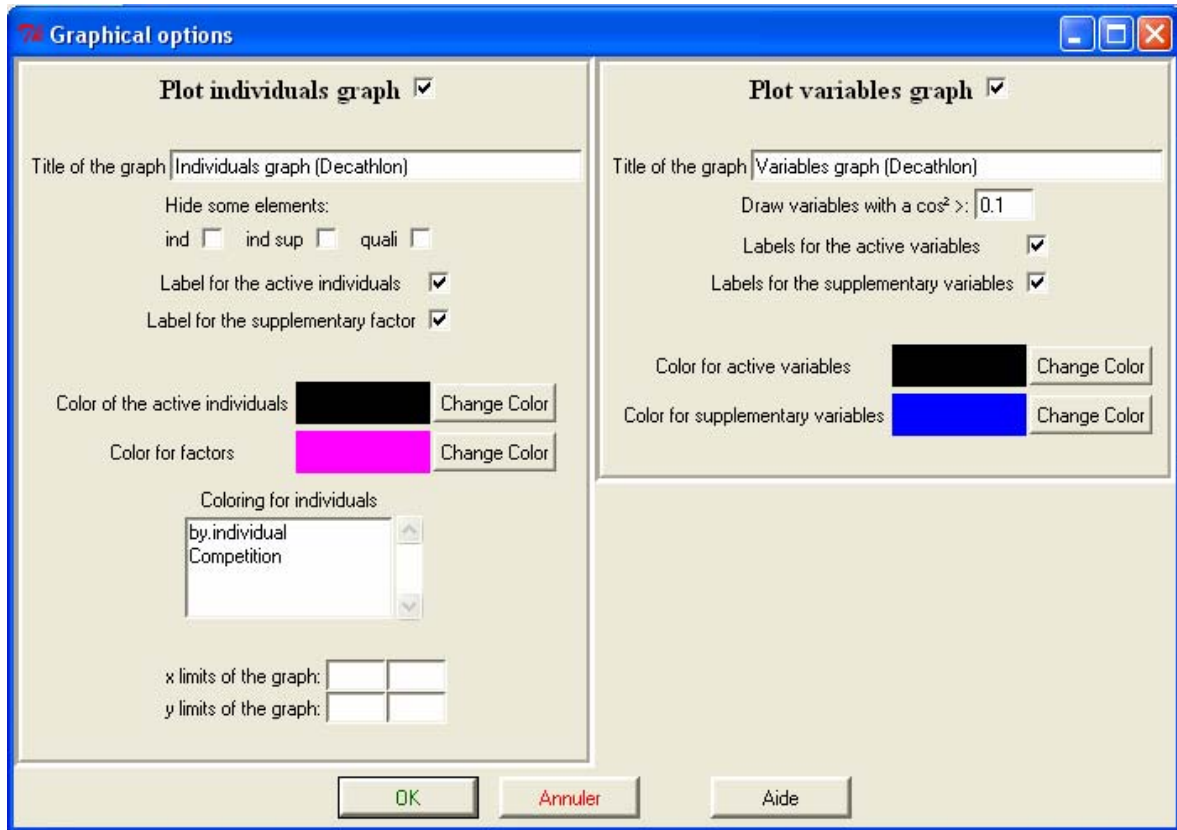 Graphical options
Plot individuals graph
Title of the graph Individuals graph (Decathlon)
Hide some elements:
ind ind sup quali
Label for the active individuals
Label for the supplementary factor
Color of the active individuals Change Color
Color for factors Change Color
Coloring for individuals
by.individual
Competition
x limits of the graph:
y limits of the graph:
Plot variables graph
Title of the graph Variables graph (Decathlon)
Draw variables with a cos² >: 0.1
Labels for the active variables
Labels for the supplementary variables
Color for active variables Change Color
Color for supplementary variables Change Color
OK Annuler Aide